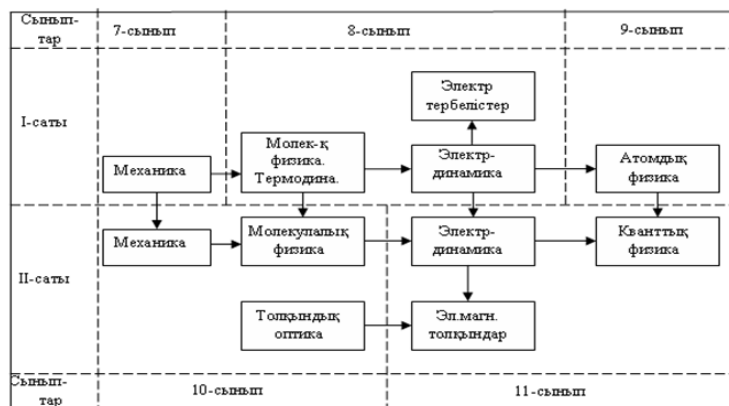 Сынып-
тар
7-сынып
8-сынып
9-сынып
І-саты
Электр
тербелістер
Механика
Молек-қ
физика.
Термодина.
Электр-
динамика
Атомдық
физика
ІІ-саты
Механика
Молекулалық
физика
Электр-
динамика
Кванттық
физика
Толқындық
оптика
Эл.магн.
толқындар
Сынып-
тар
10-сынып
11-сынып